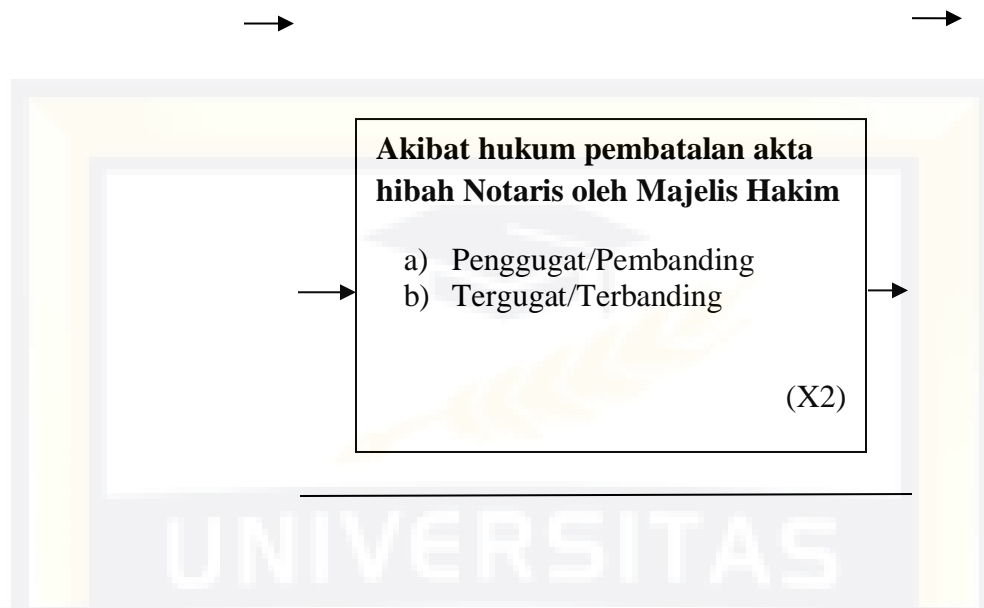 Akibat hukum pembatalan akta
hibah Notaris oleh Majelis Hakim
a) Penggugat/Pembanding
b) Tergugat/Terbanding
(X2)
UNIVERSITAS